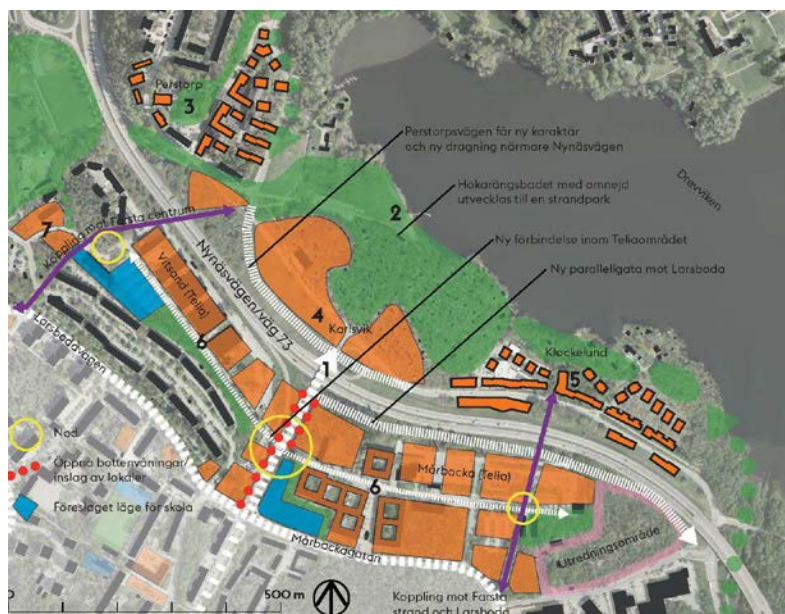 Perstorp
3
Perstorpsvägen får ny karaktär
och ny dragning närmare Nynäsvägen
Drevviken
Hökarängsbadet med omnejd
utvecklas till en strandpark
2
7
Koppling mot Farsta centrum
Ny förbindelse inom Teliaområdet
Vitsand (Telia)
Nynäsvägen/väg 73
Ny parallellgata mot Larsboda
4
Karlsvik
Larsbodavägen
6
1
Klockelund
5
Nod
Öppna bottenvåningar/
inslag av lokaler
Mårbacka (Telia)
6
Föreslaget läge för skola
Mårbackagatan
Utredningsområde
0
500 m
Koppling mot Farsta
strand och Larsboda